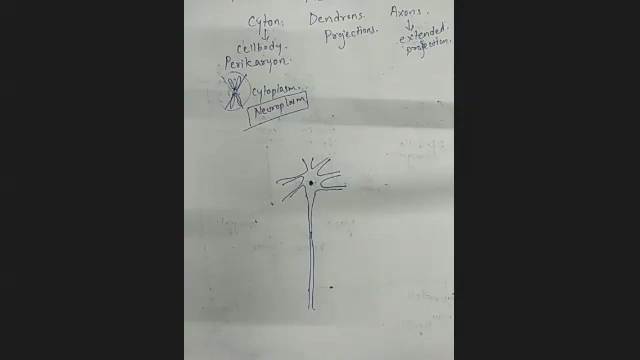 Cyton. Dendrons. Axons.
Projections. extended
projection.
Cellbody.
Perikaryon.
Cytoplasm.
Neuroplasm